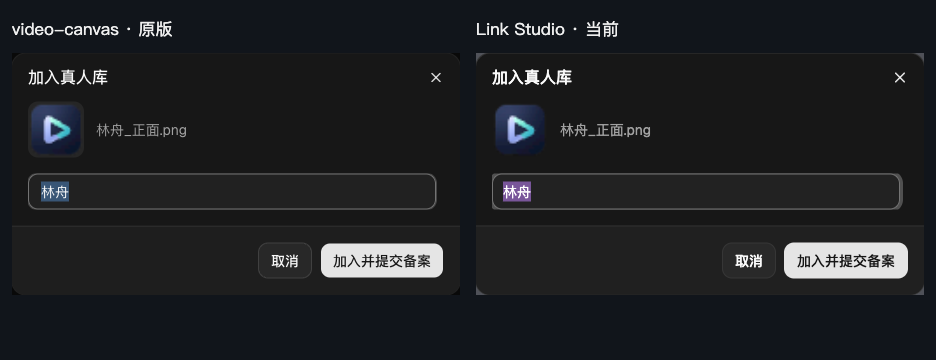 video-canvas · 原版
加入真人库
林舟_正面.png
林舟
取消
加入并提交备案
Link Studio · 当前
加入真人库
林舟_正面.png
林舟
取消
加入并提交备案